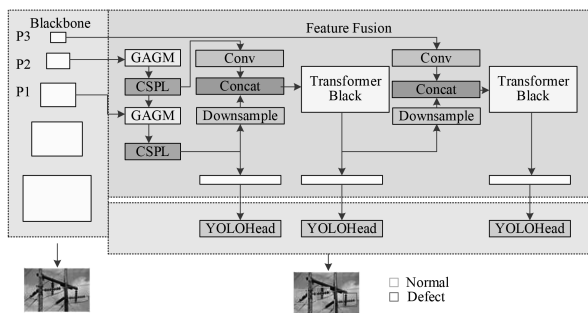 Blackbone
Feature Fusion
P3
P2
P1
GAGM
CSPL
GAGM
CSPL
Conv
Concat
Downsample
Transformer
Black
Conv
Concat
Downsample
Transformer
Black
YOLOHead
YOLOHead
YOLOHead
Normal
Defect